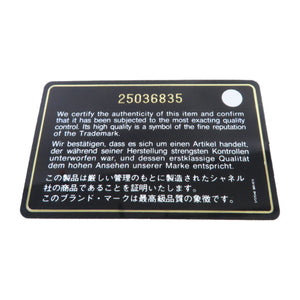 25036835
We certify the authenticity of this item and confirm
that it has been subjected to the most exacting quality
control. Its high quality is a symbol of the fine reputation
of the Trademark.
Wir bestätigen, dass es sich um einen Artikel handelt,
der während seiner Herstellung strengsten Kontrollen
unterworfen war, und dessen erstklassige Qualität
dem hohen Ansehen unserer Marke entspricht.
この製品は厳しい管理のもとに製造されたシャネル
社の商品であることを証明いたします。
このブランド・マークは最高級品質の象徴です。